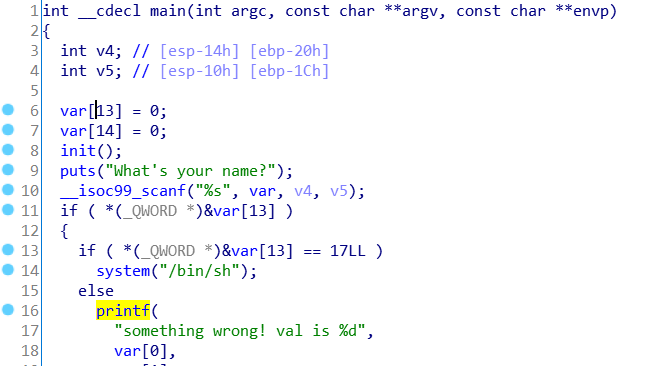 1 int __cdecl main(int argc, const char **argv, const char **envp)
2 {
3 int v4; // [esp-14h] [ebp-20h]
4 int v5; // [esp-10h] [ebp-1Ch]
5
6 var[13] = 0;
7 var[14] = 0;
8 init();
9 puts("What's your name?");
10 __isoc99_scanf("%s", var, v4, v5);
11 if ( *(_QWORD *)&var[13] )
12 {
13 if ( *(_QWORD *)&var[13] == 17LL )
14 system("/bin/sh");
15 else
16 printf(
17 "something wrong! val is %d",
18 var[0],